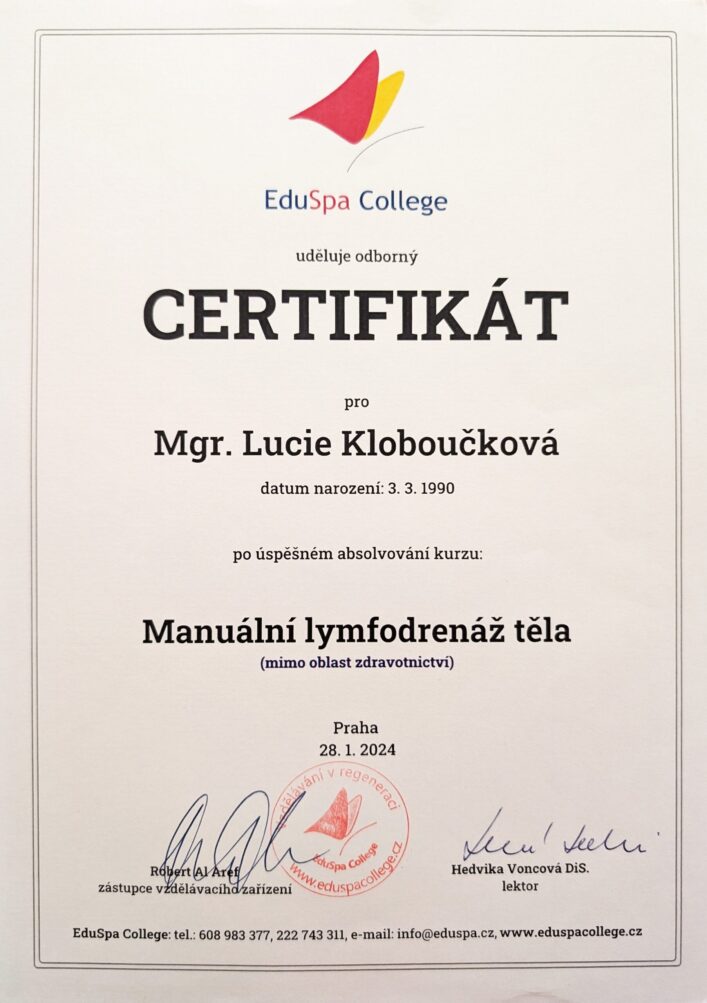 EduSpa College
uděluje odborný
CERTIFIKÁT
pro
Mgr. Lucie Kloboučková
datum narození: 3. 3. 1990
po úspěšném absolvování kurzu:
Manuální lymfodrenáž těla
(mimo oblast zdravotnictví)
Praha
28. 1. 2024
vzdělávání v regeneraci
EduSpa College
www.eduspacollege.cz
Robert Al Aref
zástupce vzdělávacího zařízení
Hedvika Voncová DiS.
lektor
EduSpa College: tel.: 608 983 377, 222 743 311, e-mail: info@eduspa.cz, www.eduspacollege.cz